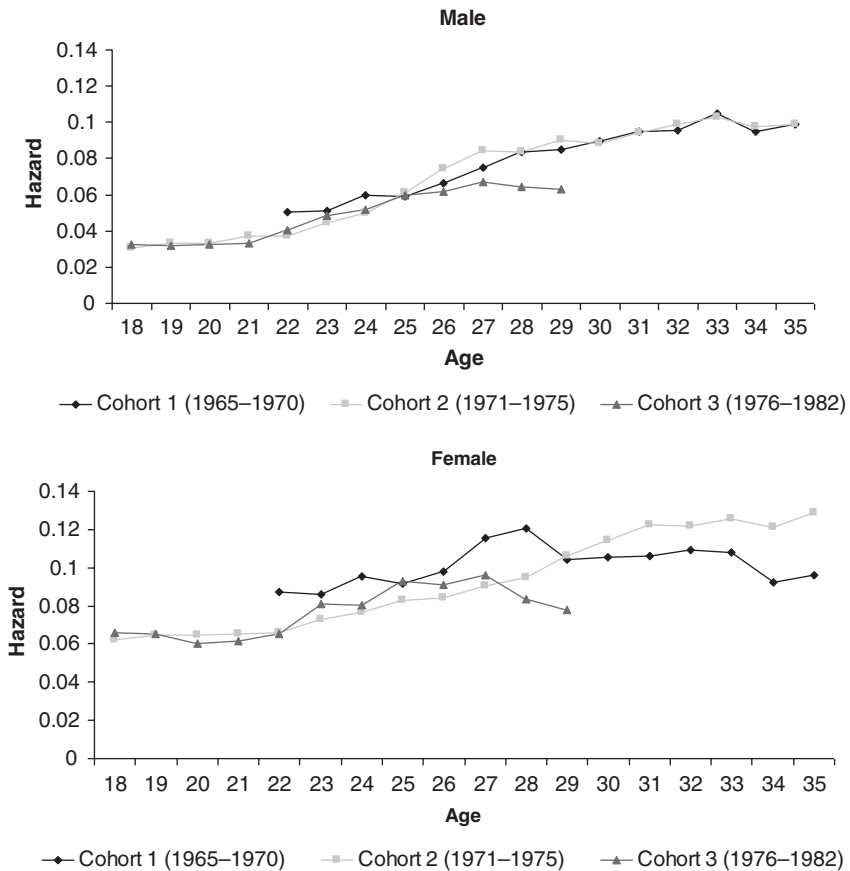 Male
0.14
0.12
0.1
0.08
0.06
0.04
0.02
0
Hazard
18 19 20 21 22 23 24 25 26 27 28 29 30 31 32 33 34 35
Age
Cohort 1 (1965–1970) Cohort 2 (1971–1975) Cohort 3 (1976–1982)
Female
0.14
0.12
0.1
0.08
0.06
0.04
0.02
0
Hazard
18 19 20 21 22 23 24 25 26 27 28 29 30 31 32 33 34 35
Age
Cohort 1 (1965–1970) Cohort 2 (1971–1975) Cohort 3 (1976–1982)